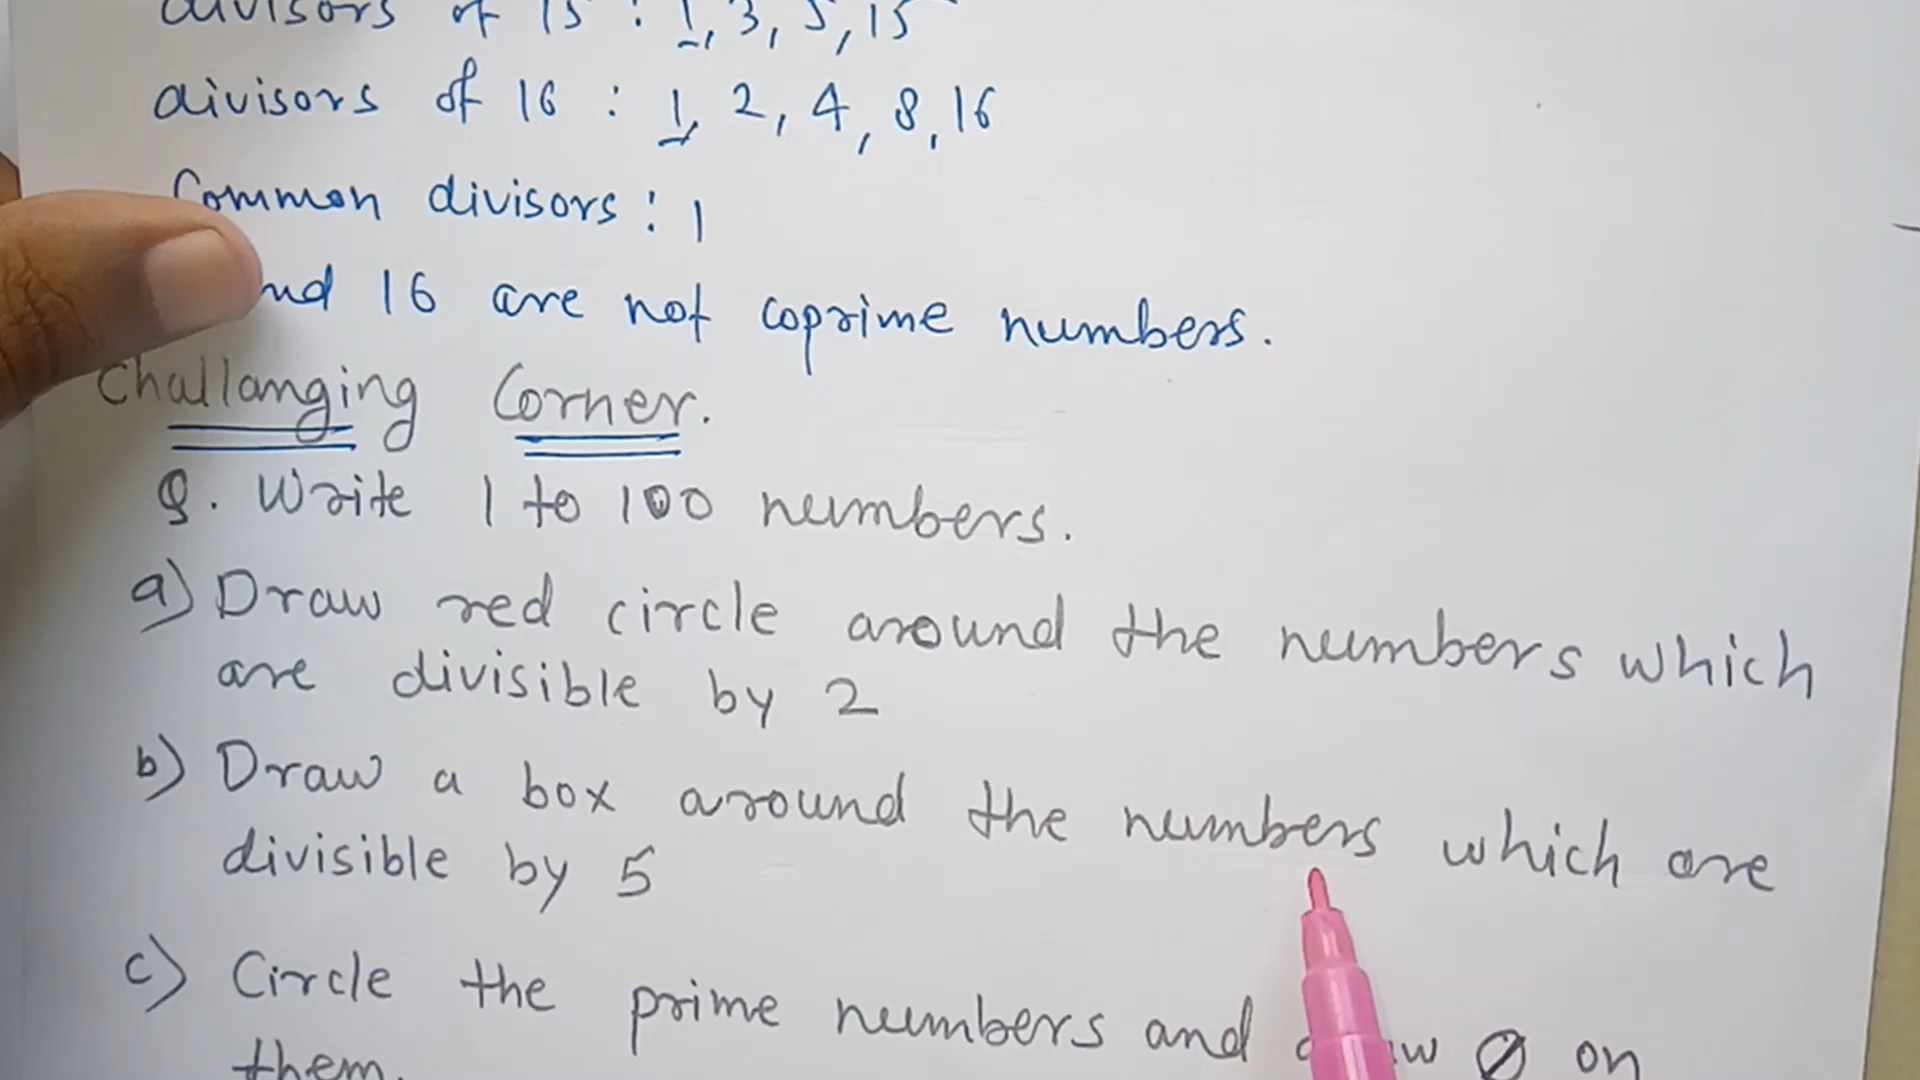 divisors of 15 : 1, 3, 5, 15
divisors of 16 : 1, 2, 4, 8, 16
Common divisors : 1
16 are not coprime numbers.
Challanging Corner.
Q. Write 1 to 100 numbers.
a) Draw red circle around the numbers which
are divisible by 2
b) Draw a box around the numbers which are
divisible by 5
c) Circle the prime numbers and on
them.